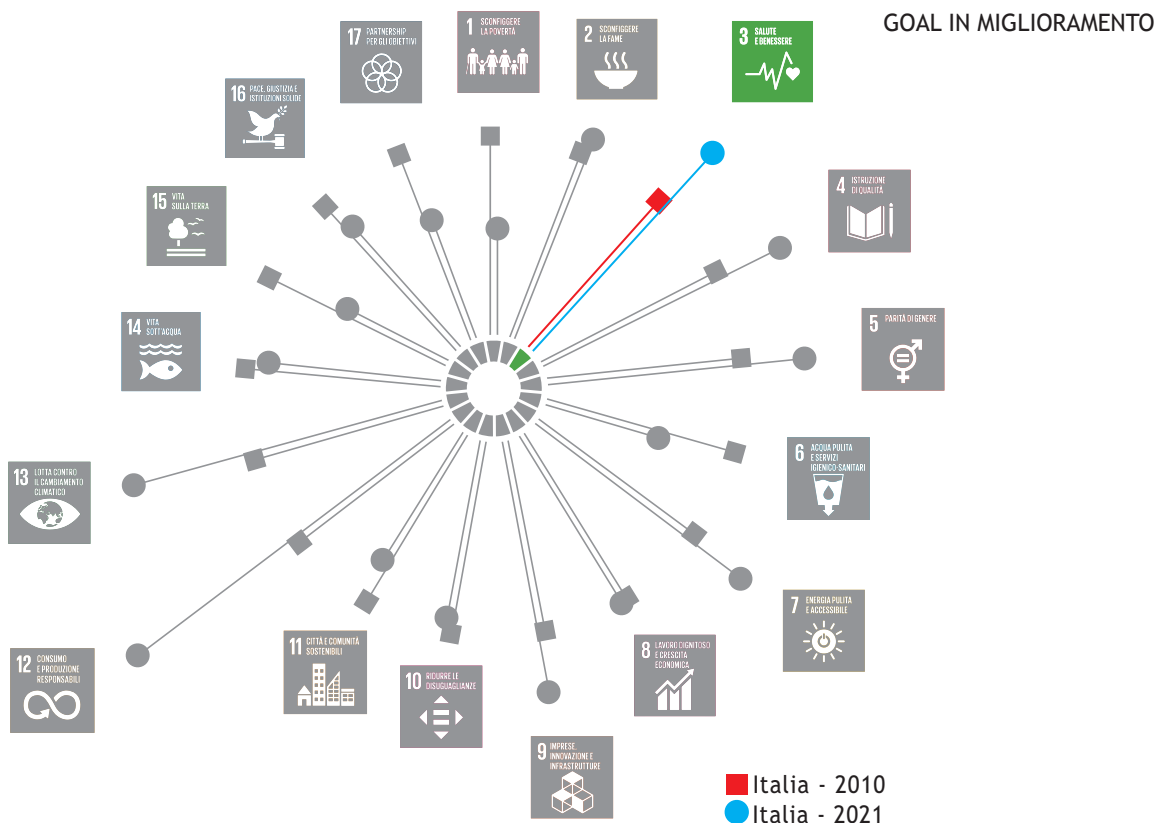 GOAL IN MIGLIORAMENTO
17 PARTNERSHIP
PER GLI OBIETTIVI
1 SCONFIGGERE
LA POVERTÀ
2 SCONFIGGERE
LA FAME
3 SALUTE
E BENESSERE
16 PACE, GIUSTIZIA E
ISTITUZIONI SOLIDE
4 ISTRUZIONE
DI QUALITÀ
15 VITA
SULLA TERRA
5 PARITÀ DI GENERE
14 VITA
SOTT'ACQUA
6 ACQUA PULITA
E SERVIZI
IGIENICO-SANITARI
13 LOTTA CONTRO
IL CAMBIAMENTO
CLIMATICO
7 ENERGIA PULITA
E ACCESSIBILE
12 CONSUMO
E PRODUZIONE
RESPONSABILI
11 CITTÀ E COMUNITÀ
SOSTENIBILI
10 RIDURRE LE
DISUGUAGLIANZE
8 LAVORO DIGNITOSO
E CRESCITA
ECONOMICA
9 IMPRESE,
INNOVAZIONE E
INFRASTRUTTURE
Italia - 2010
Italia - 2021